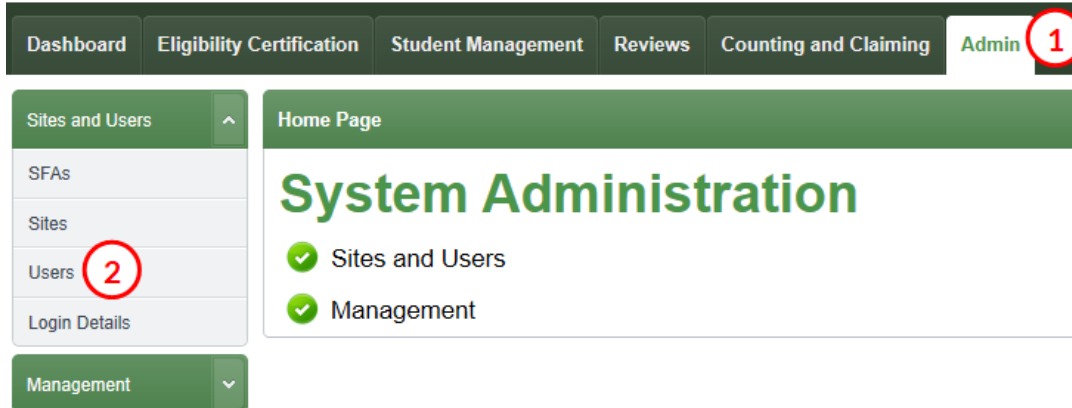 Dashboard Eligibility Certification Student Management Reviews Counting and Claiming Admin 1
Sites and Users
SFAs
Sites
Users 2
Login Details
Management
Home Page
System Administration
Sites and Users
Management